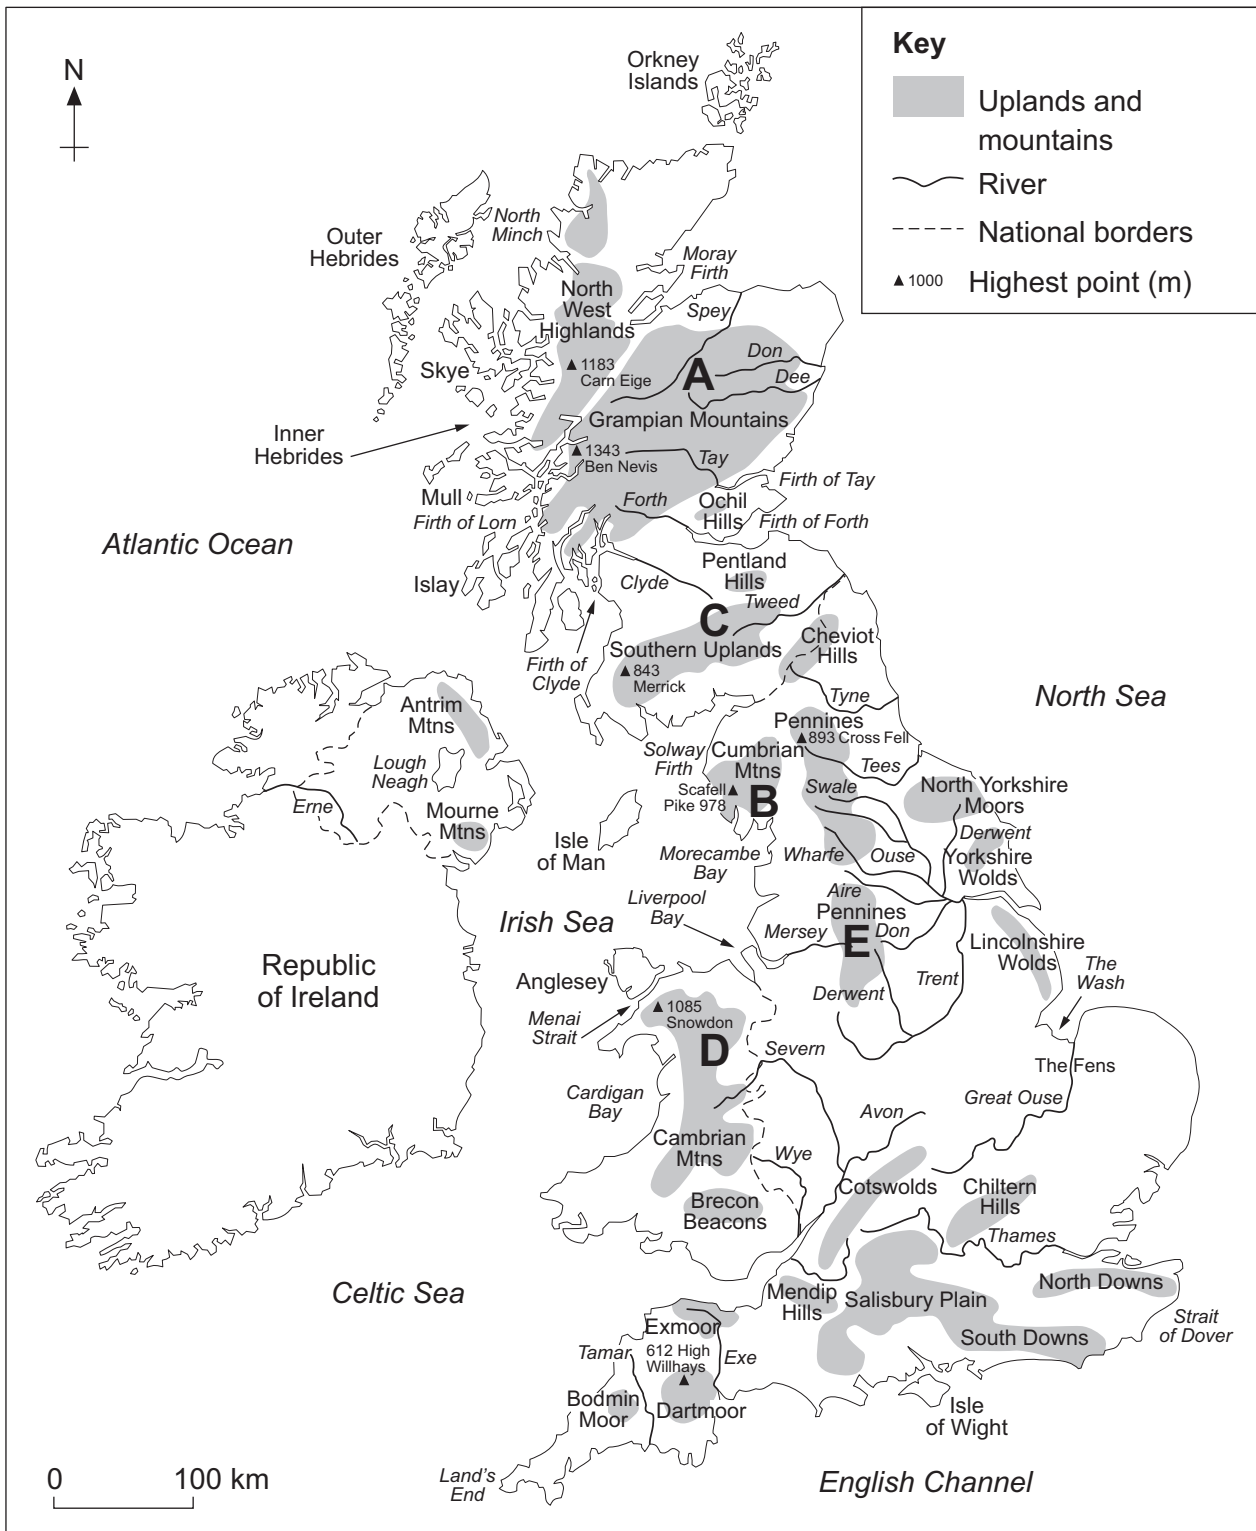 Key
Uplands and
mountains
River
National borders
1000
Highest point (m)
N
Orkney
Islands
North
Minch
Outer
Hebrides
Moray
Firth
North
West
Highlands
Spey
Don
A
Dee
Skye
1183
Carn Eige
Grampian Mountains
Inner
Hebrides
1343
Ben Nevis
Tay
Firth of Tay
Mull
Forth
Ochil
Hills
Firth of Lorn
Firth of Forth
Atlantic Ocean
Pentland
Hills
Islay
Clyde
Tweed
C
Cheviot
Hills
Southern Uplands
Firth of
Clyde
843
Merrick
Tyne
North Sea
Antrim
Mtns
Pennines
893 Cross Fell
Solway
Firth
Cumbrian
Mtns
Tees
Lough
Neagh
Scafell
Pike 978
B
Swale
North Yorkshire
Moors
Erne
Mourne
Mtns
Isle
of Man
Derwent
Morecambe
Bay
Wharfe
Ouse
Yorkshire
Wolds
Liverpool
Bay
Aire
Pennines
Irish Sea
Mersey
E
Don
Lincolnshire
Wolds
The
Wash
Republic
of Ireland
Anglesey
Derwent
Trent
Menai
Strait
1085
Snowdon
D
Severn
The Fens
Cardigan
Bay
Avon
Great Ouse
Cambrian
Mtns
Wye
Cotswolds
Chiltern
Hills
Brecon
Beacons
Thames
Celtic Sea
Mendip
Hills
Salisbury Plain
North Downs
Exmoor
South Downs
Strait
of Dover
Tamar
612 High
Willhays
Exe
Bodmin
Moor
Dartmoor
Isle
of Wight
0
100 km
Land's
End
English Channel